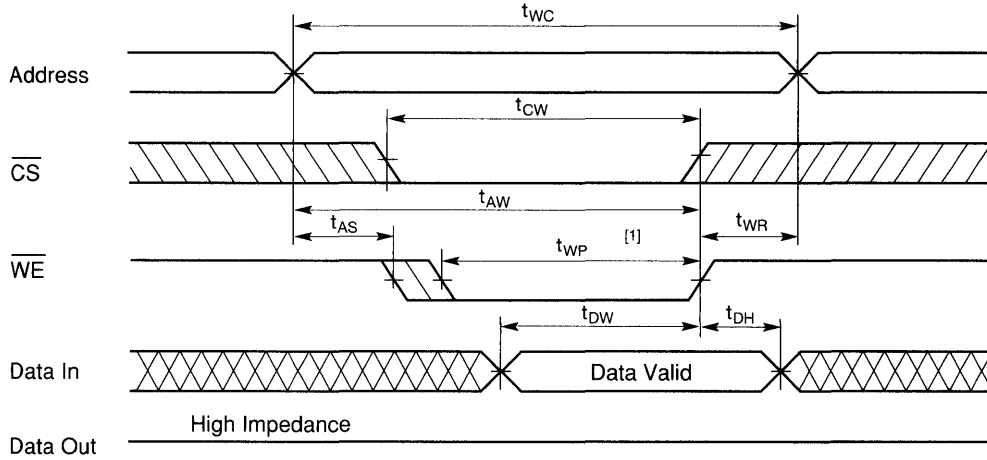 tWC
Address
tCW
CS
tAW
tAS
tWP [1]
tWR
WE
tDW
tDH
Data In
Data Valid
High Impedance
Data Out